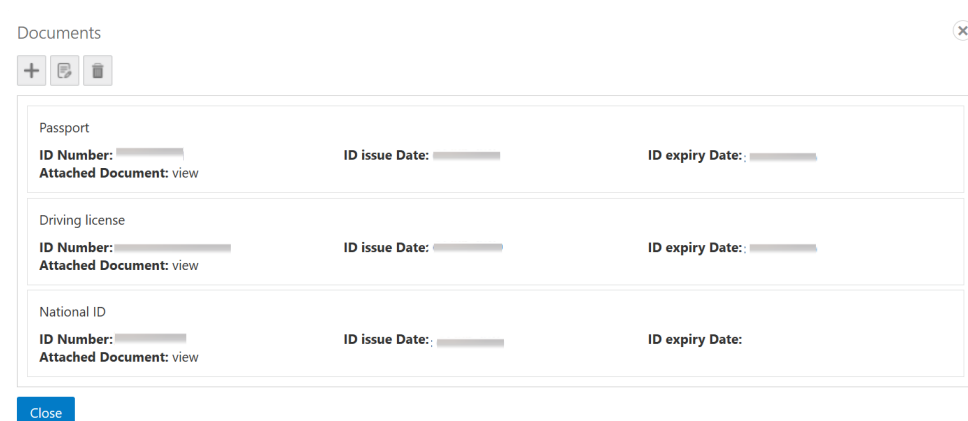 Documents
Passport
ID Number: ID issue Date: ID expiry Date:
Attached Document: view
Driving license
ID Number: ID issue Date: ID expiry Date:
Attached Document: view
National ID
ID Number: ID issue Date: ID expiry Date:
Attached Document: view
Close